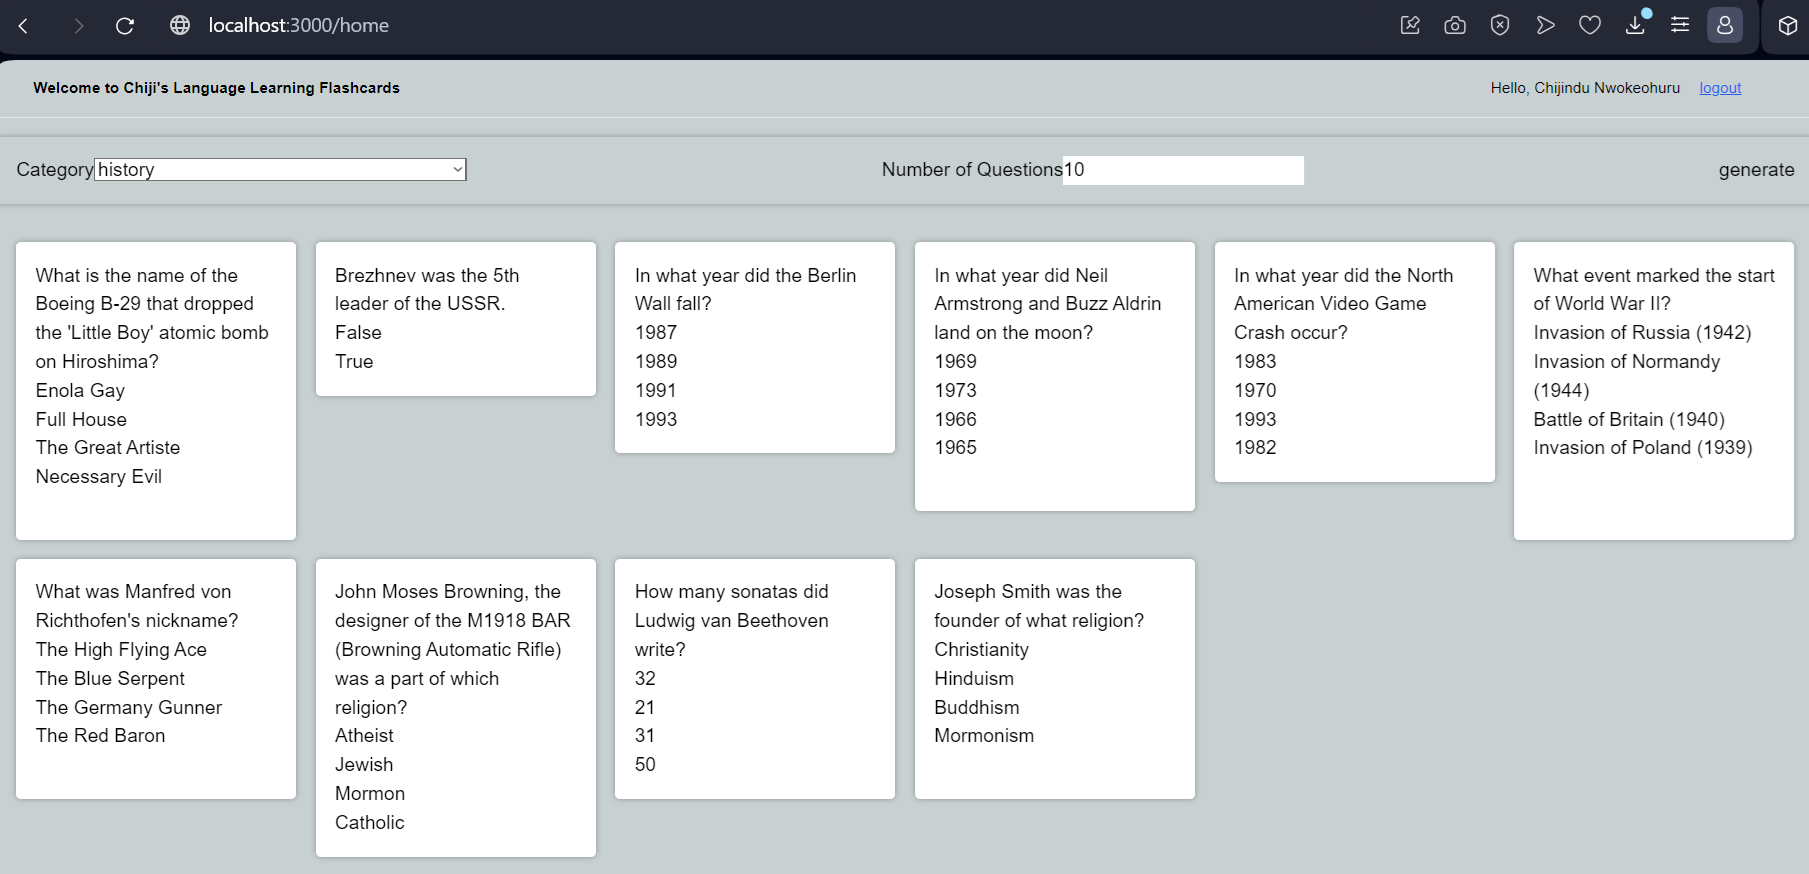 localhost:3000/home
Welcome to Chiji's Language Learning Flashcards
Hello, Chijindu Nwokeohuru logout
Category history
Number of Questions 10
generate
What is the name of the
Boeing B-29 that dropped
the 'Little Boy' atomic bomb
on Hiroshima?
Enola Gay
Full House
The Great Artiste
Necessary Evil
Brezhnev was the 5th
leader of the USSR.
False
True
In what year did the Berlin
Wall fall?
1987
1989
1991
1993
In what year did Neil
Armstrong and Buzz Aldrin
land on the moon?
1969
1973
1966
1965
In what year did the North
American Video Game
Crash occur?
1983
1970
1993
1982
What event marked the start
of World War II?
Invasion of Russia (1942)
Invasion of Normandy
(1944)
Battle of Britain (1940)
Invasion of Poland (1939)
What was Manfred von
Richthofen's nickname?
The High Flying Ace
The Blue Serpent
The Germany Gunner
The Red Baron
John Moses Browning, the
designer of the M1918 BAR
(Browning Automatic Rifle)
was a part of which
religion?
Atheist
Jewish
Mormon
Catholic
How many sonatas did
Ludwig van Beethoven
write?
32
21
31
50
Joseph Smith was the
founder of what religion?
Christianity
Hinduism
Buddhism
Mormonism